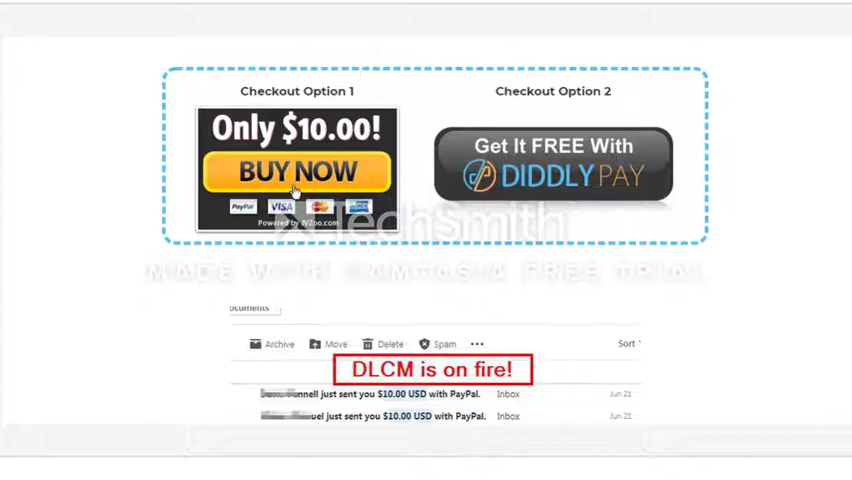 Checkout Option 1
Checkout Option 2
Only $10.00!
BUY NOW
PayPal VISA MasterCard
Powered by JVZoo.com
Get It FREE With
DIDDLYPAY
TechSmith
MADE WITH CAMTASIA FREE TRIAL
ocuments
Archive Move Delete Spam ••• Sort
DLCM is on fire!
nnell just sent you $10.00 USD with PayPal. Inbox Jun 21
uel just sent you $10.00 USD with PayPal. Inbox Jun 21